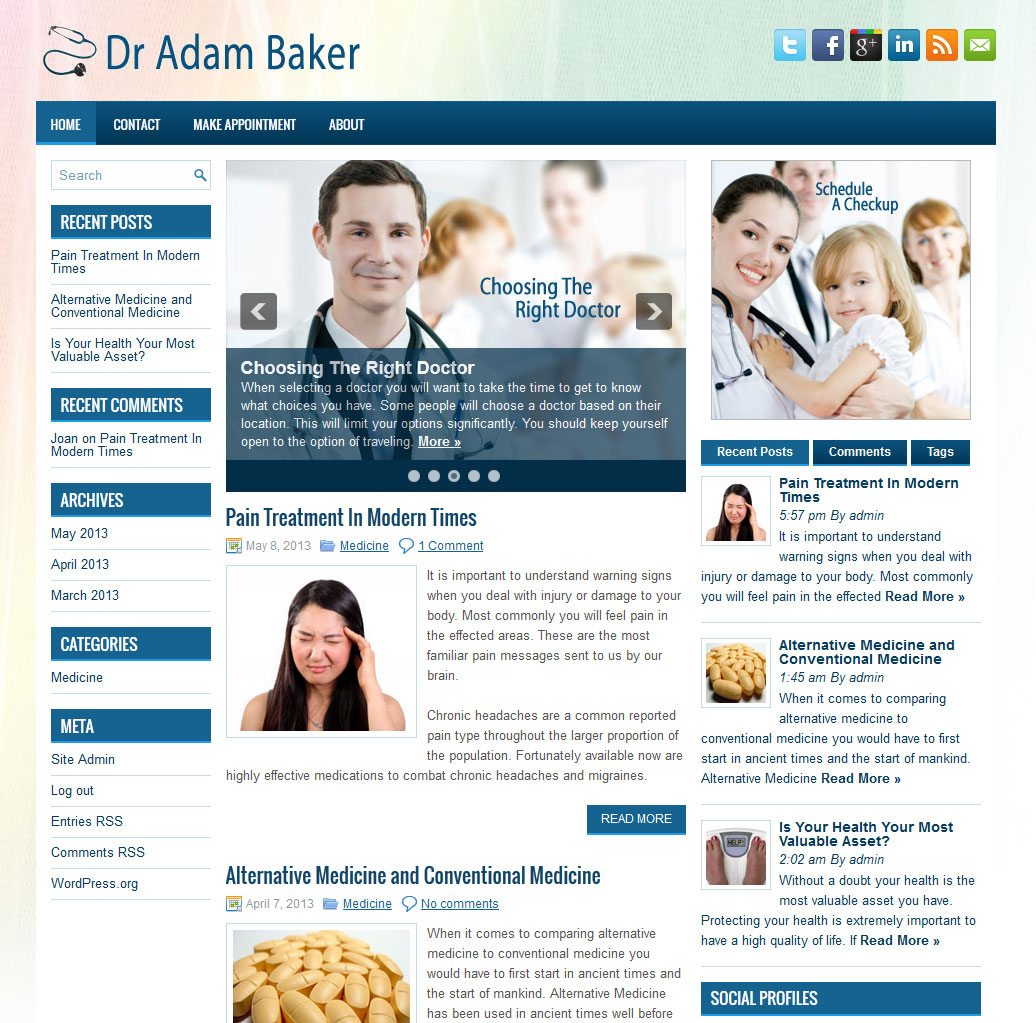 Dr Adam Baker
HOME
CONTACT
MAKE APPOINTMENT
ABOUT
Search
RECENT POSTS
Pain Treatment In Modern
Times
Alternative Medicine and
Conventional Medicine
Is Your Health Your Most
Valuable Asset?
RECENT COMMENTS
Joan on Pain Treatment In
Modern Times
ARCHIVES
May 2013
April 2013
March 2013
CATEGORIES
Medicine
META
Site Admin
Log out
Entries RSS
Comments RSS
WordPress.org
Choosing The
Right Doctor
Choosing The Right Doctor
When selecting a doctor you will want to take the time to get to know
what choices you have. Some people will choose a doctor based on their
location. This will limit your options significantly. You should keep yourself
open to the option of traveling. More »
Pain Treatment In Modern Times
May 8, 2013 Medicine 1 Comment
It is important to understand warning signs
when you deal with injury or damage to your
body. Most commonly you will feel pain in
the effected areas. These are the most
familiar pain messages sent to us by our
brain.
Chronic headaches are a common reported
pain type throughout the larger proportion of
the population. Fortunately available now are
highly effective medications to combat chronic headaches and migraines.
READ MORE
Alternative Medicine and Conventional Medicine
April 7, 2013 Medicine No comments
When it comes to comparing alternative
medicine to conventional medicine you
would have to first start in ancient times and
the start of mankind. Alternative Medicine
has been used in ancient times well before
Schedule
A Checkup
Recent Posts
Comments
Tags
Pain Treatment In Modern
Times
5:57 pm By admin
It is important to understand
warning signs when you deal with
injury or damage to your body. Most commonly
you will feel pain in the effected Read More »
Alternative Medicine and
Conventional Medicine
1:45 am By admin
When it comes to comparing
alternative medicine to
conventional medicine you would have to first
start in ancient times and the start of mankind.
Alternative Medicine Read More »
HELP
Is Your Health Your Most
Valuable Asset?
2:02 am By admin
Without a doubt your health is the
most valuable asset you have.
Protecting your health is extremely important to
have a high quality of life. If Read More »
SOCIAL PROFILES